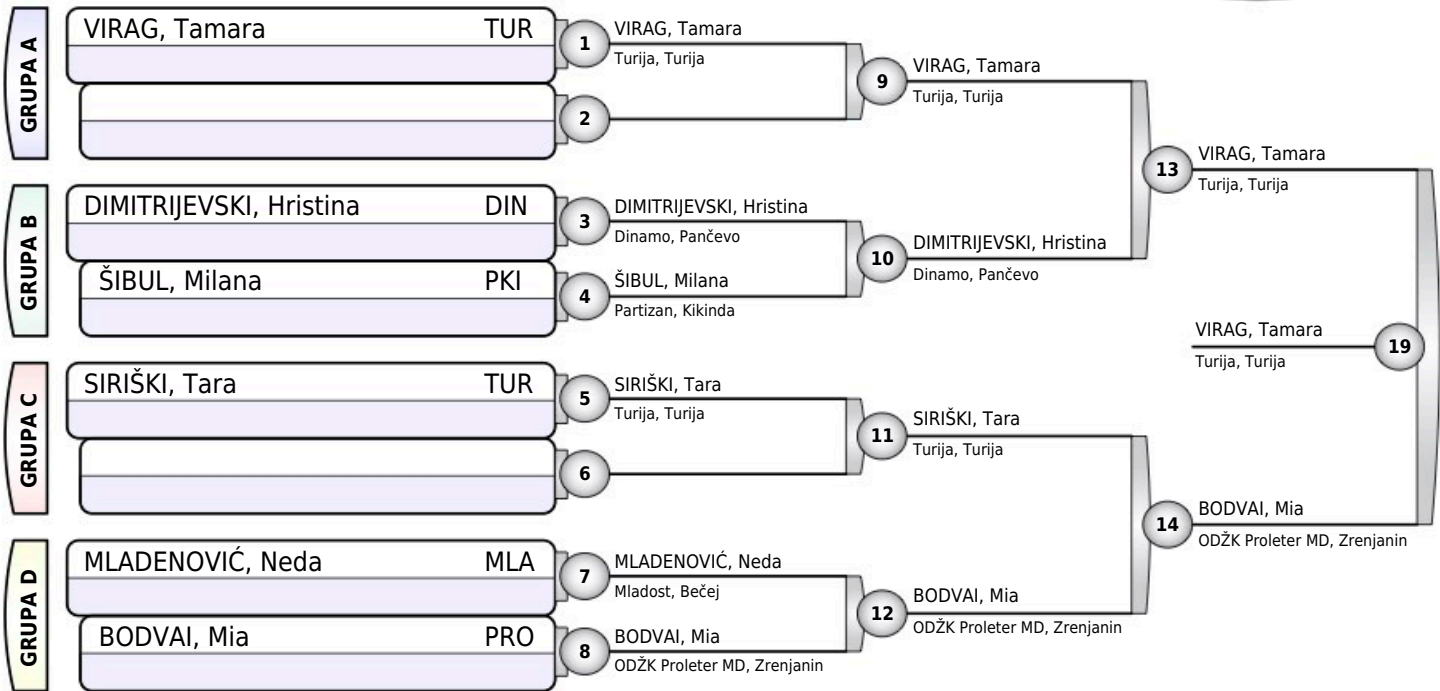 GRUPA A
VIRAG, Tamara TUR
1
VIRAG, Tamara
Turija, Turija
2
9
VIRAG, Tamara
Turija, Turija
GRUPA B
DIMITRIJEVSKI, Hristina DIN
3
DIMITRIJEVSKI, Hristina
Dinamo, Pančevo
ŠIBUL, Milana PKI
4
ŠIBUL, Milana
Partizan, Kikinda
10
DIMITRIJEVSKI, Hristina
Dinamo, Pančevo
13
VIRAG, Tamara
Turija, Turija
GRUPA C
SIRIŠKI, Tara TUR
5
SIRIŠKI, Tara
Turija, Turija
6
11
SIRIŠKI, Tara
Turija, Turija
GRUPA D
MLADENOVIĆ, Neda MLA
7
MLADENOVIĆ, Neda
Mladost, Bečej
BODVAI, Mia PRO
8
BODVAI, Mia
ODŽK Proleter MD, Zrenjanin
12
BODVAI, Mia
ODŽK Proleter MD, Zrenjanin
14
BODVAI, Mia
ODŽK Proleter MD, Zrenjanin
VIRAG, Tamara
Turija, Turija
19